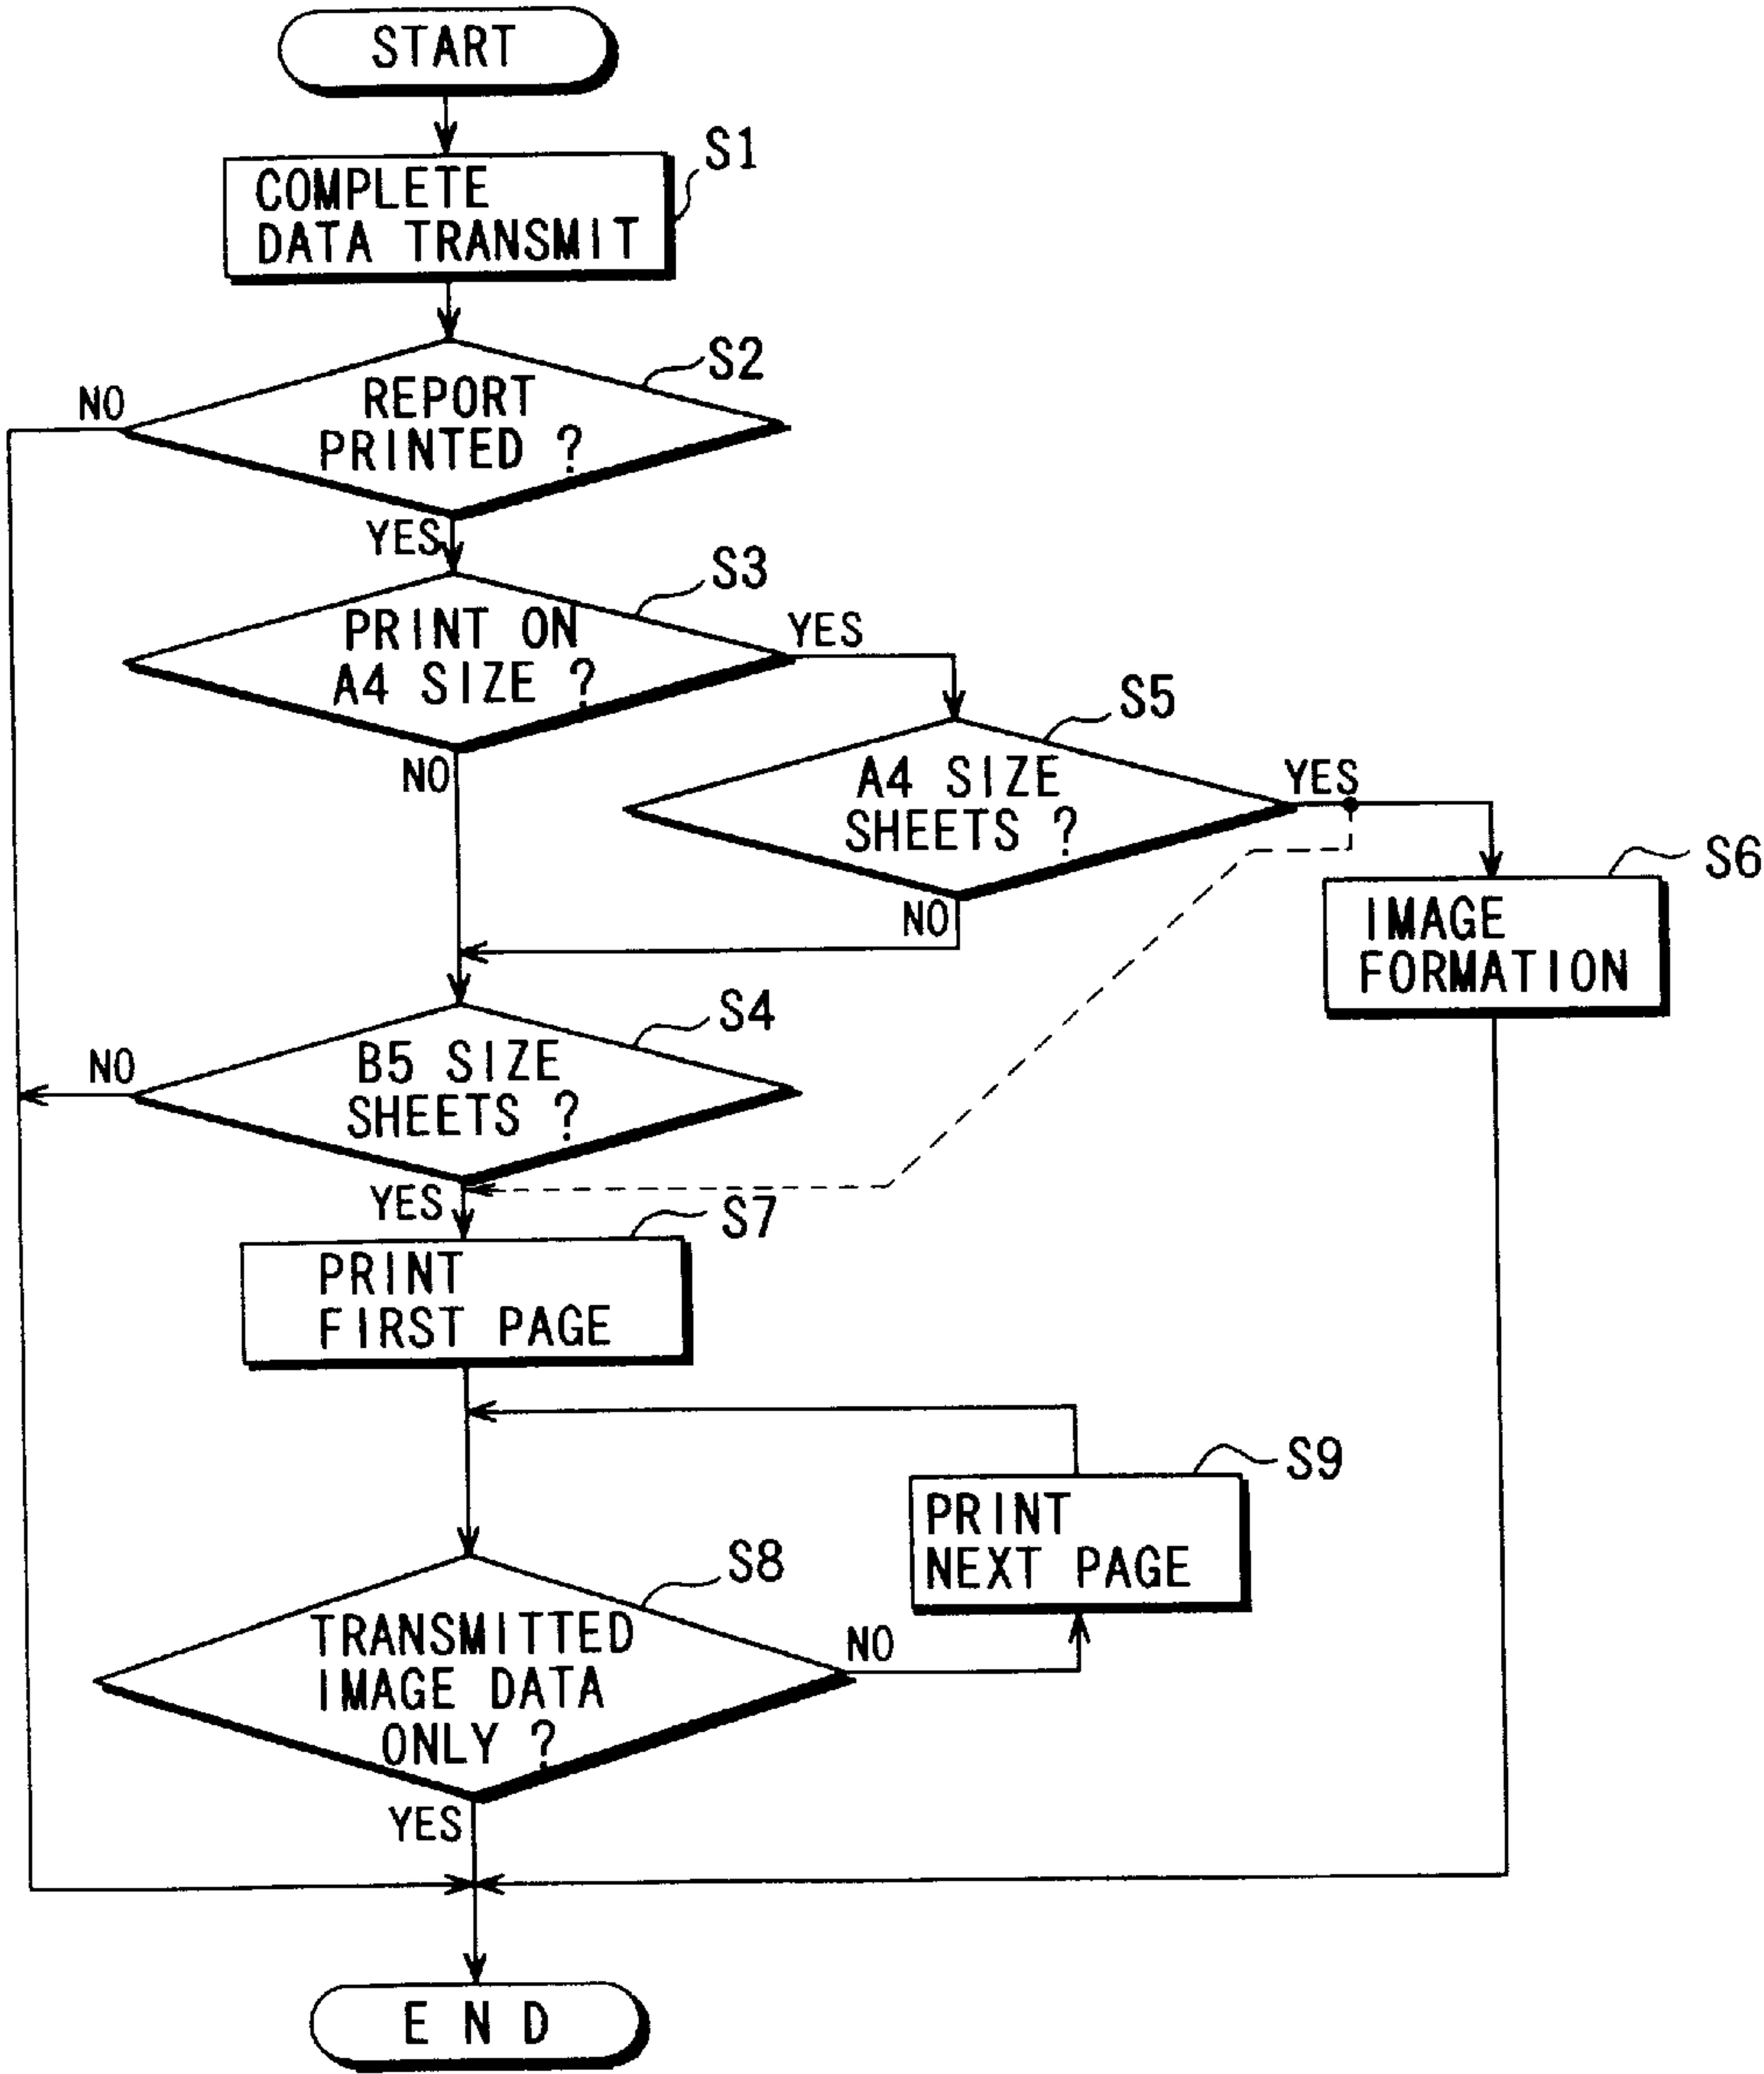 START
S1
COMPLETE
DATA TRANSMIT
S2
NO
REPORT
PRINTED ?
YES
S3
PRINT ON
A4 SIZE ?
YES
NO
S5
A4 SIZE
SHEETS ?
YES
NO
S6
IMAGE
FORMATION
S4
NO
B5 SIZE
SHEETS ?
YES
S7
PRINT
FIRST PAGE
S9
PRINT
NEXT PAGE
S8
TRANSMITTED
IMAGE DATA
ONLY ?
NO
YES
END